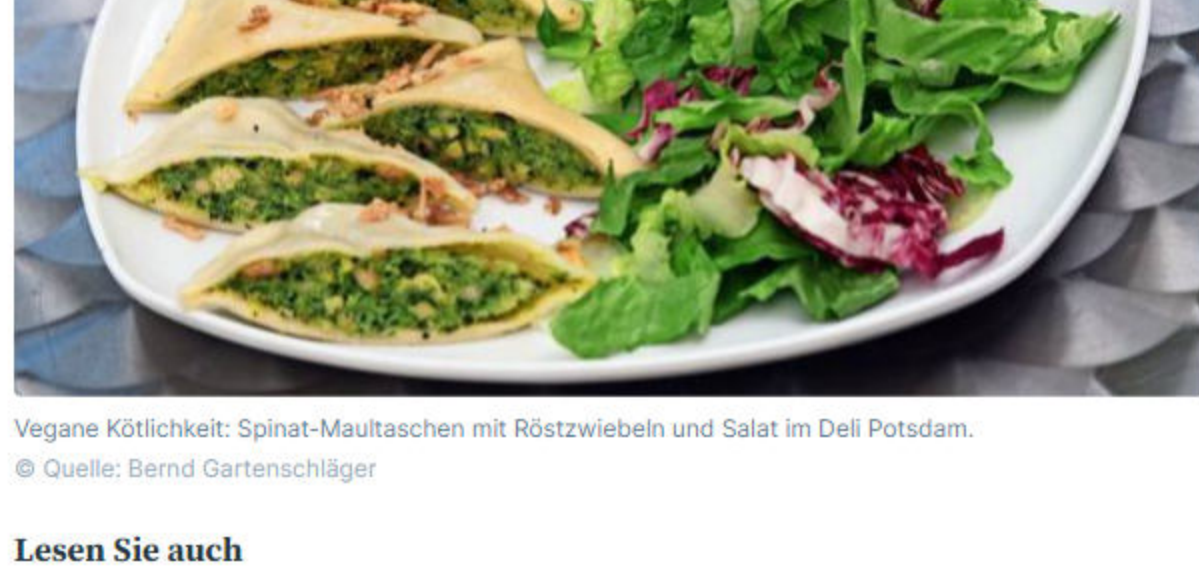 Vegane Kötlichkeit: Spinat-Maultaschen mit Röstzwiebeln und Salat im Deli Potsdam.
© Quelle: Bernd Gartenschläger
Lesen Sie auch